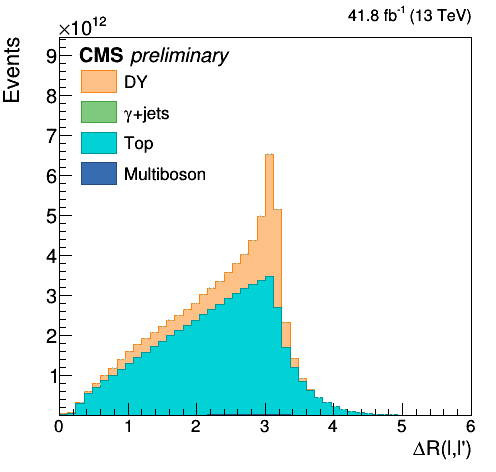 41.8 fb⁻¹ (13 TeV)
×10¹²
Events
CMS preliminary
DY
γ+jets
Top
Multiboson
9
8
7
6
5
4
3
2
1
0 1 2 3 4 5 6
ΔR(l,l')